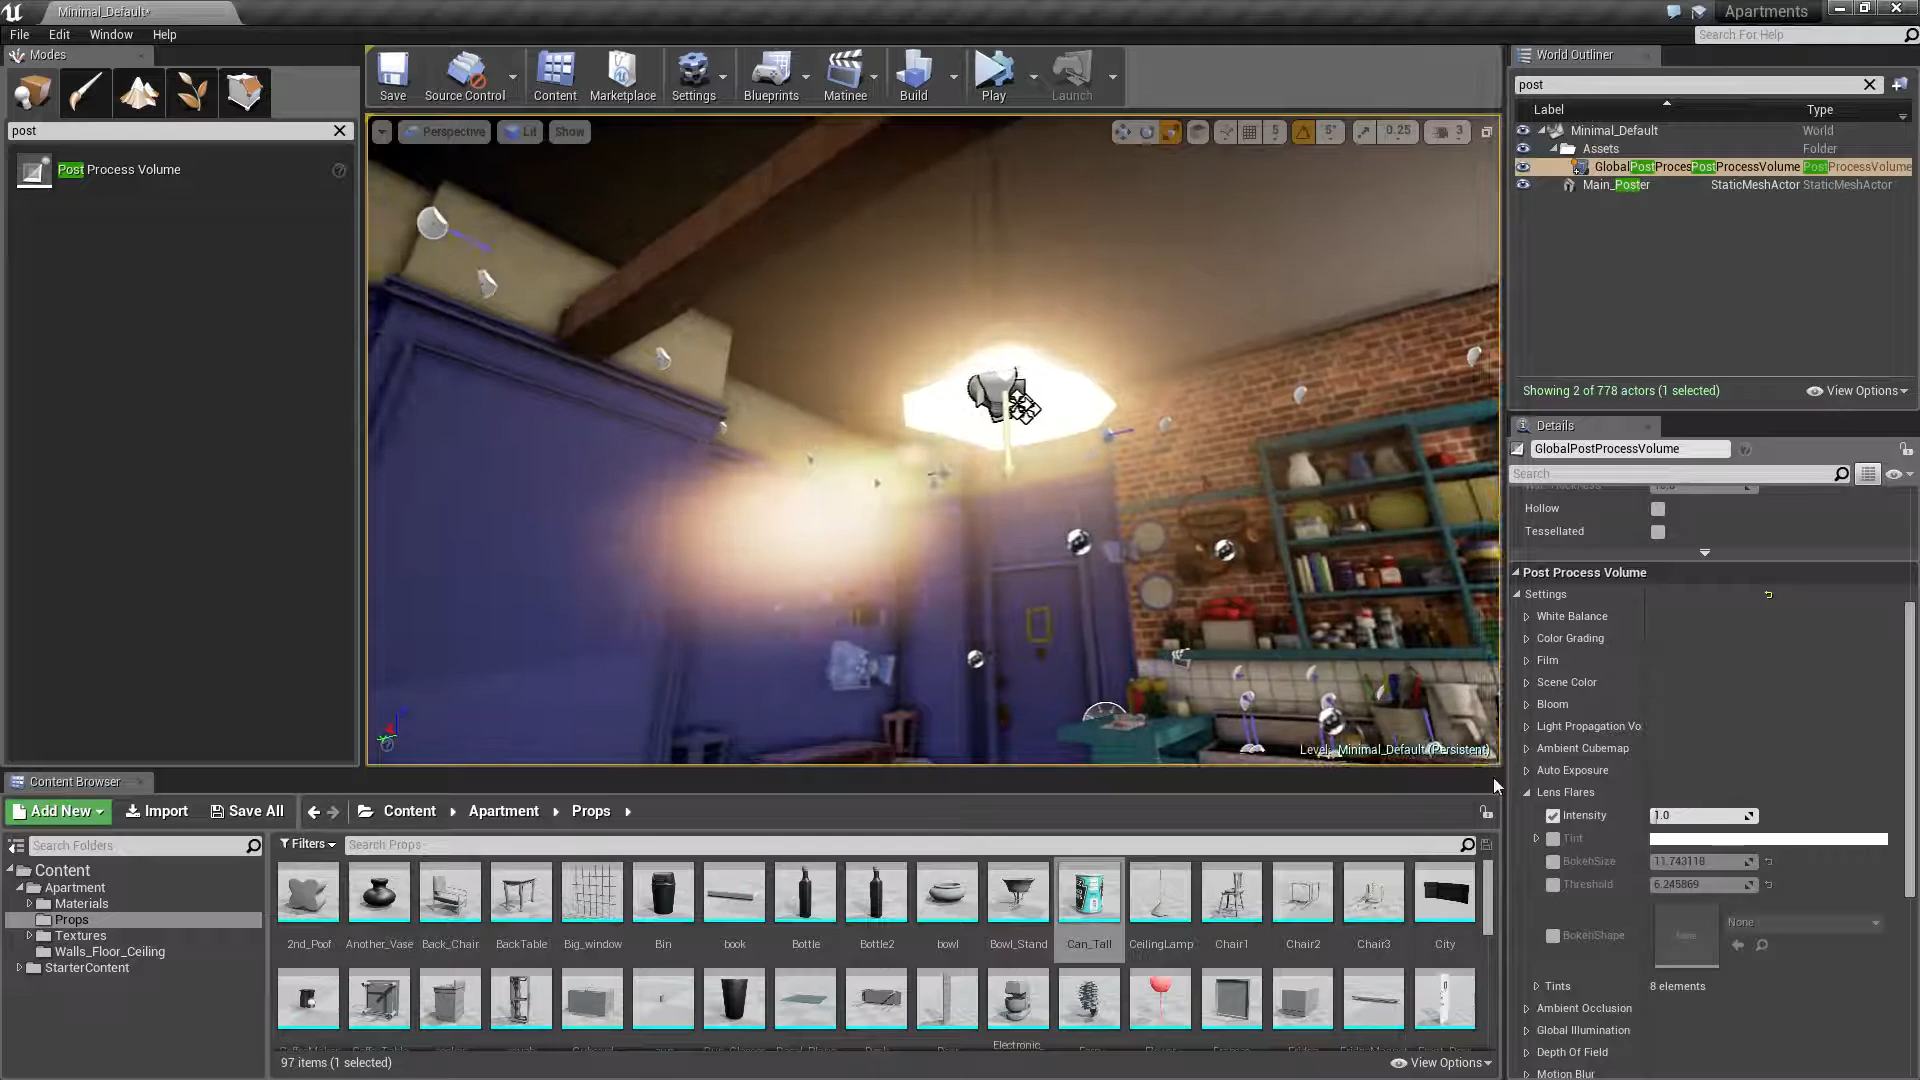 Minimal_Default*
Apartments
File
Edit
Window
Help
Search For Help
Modes
post
Post Process Volume
Save
Source Control
Content
Marketplace
Settings
Blueprints
Matinee
Build
Play
Launch
Perspective
Lit
Show
5
5°
0.25
3
Level: Minimal_Default (Persistent)
World Outliner
post
Label
Type
Minimal_Default
World
Assets
Folder
GlobalPostProcesPostProcessVolume PostProcessVolume
Main_Poster
StaticMeshActor StaticMeshActor
Showing 2 of 778 actors (1 selected)
View Options
Details
GlobalPostProcessVolume
Search
Hollow
Tessellated
Post Process Volume
Settings
White Balance
Color Grading
Film
Scene Color
Bloom
Light Propagation Vo
Ambient Cubemap
Auto Exposure
Lens Flares
Intensity
1.0
Tint
BokehSize
11.743118
Threshold
6.245869
BokehShape
None
None
Tints
8 elements
Ambient Occlusion
Global Illumination
Depth Of Field
Motion Blur
Content Browser
Add New
Import
Save All
Content
Apartment
Props
Search Folders
Filters
Search Props
Content
Apartment
Materials
Props
Textures
Walls_Floor_Ceiling
StarterContent
2nd_Poof
Another_Vase
Back_Chair
BackTable
Big_window
Bin
book
Bottle
Bottle2
bowl
Bowl_Stand
Can_Tall
CeilingLamp
Chair1
Chair2
Chair3
City
Electronic_
97 items (1 selected)
View Options